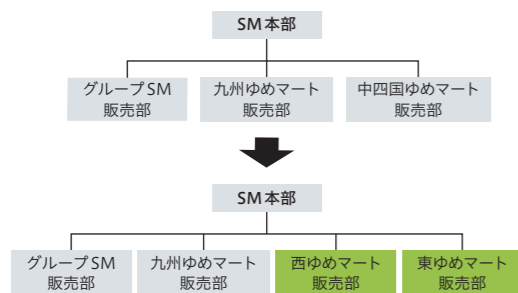 SM本部
グループSM
販売部
九州ゆめマート
販売部
中四国ゆめマート
販売部
SM本部
グループSM
販売部
九州ゆめマート
販売部
西ゆめマート
販売部
東ゆめマート
販売部